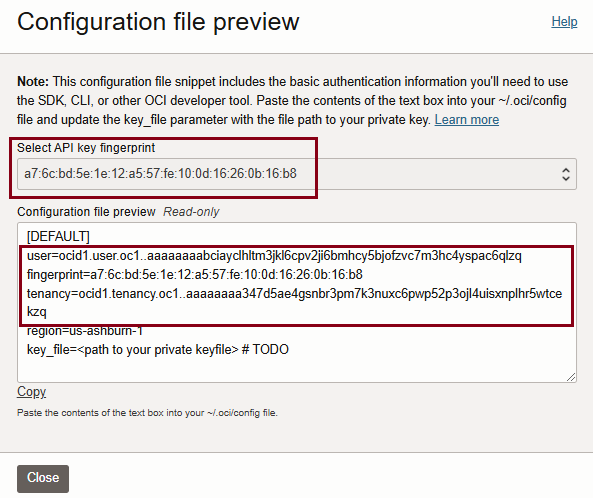 Configuration file preview
Help
Note: This configuration file snippet includes the basic authentication information you'll need to use
the SDK, CLI, or other OCI developer tool. Paste the contents of the text box into your ~/.oci/config
file and update the key_file parameter with the file path to your private key. Learn more
Select API key fingerprint
a7:6c:bd:5e:1e:12:a5:57:fe:10:0d:16:26:0b:16:b8
Configuration file preview Read-only
[DEFAULT]
user=ocid1.user.oc1..aaaaaaaabciayclhltm3jkl6cpv2ji6bmhcy5bjofzvc7m3hc4yspac6qlzq
fingerprint=a7:6c:bd:5e:1e:12:a5:57:fe:10:0d:16:26:0b:16:b8
tenancy=ocid1.tenancy.oc1..aaaaaaaa347d5ae4gsnbr3pm7k3nuxc6pwp52p3ojl4uisxnplhr5wtce
kzq
region=us-ashburn-1
key_file=<path to your private keyfile> # TODO
Copy
Paste the contents of the text box into your ~/.oci/config file.
Close